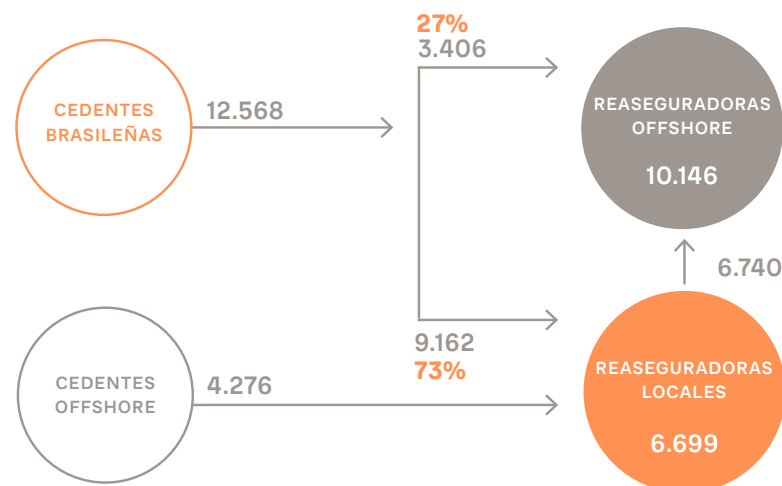 27%
3.406
CEDENTES
BRASILEÑAS
12.568
REASEGURADORAS
OFFSHORE
10.146
6.740
9.162
73%
CEDENTES
OFFSHORE
4.276
REASEGURADORAS
LOCALES
6.699